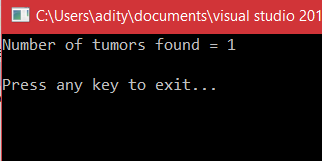 C:\Users\adity\documents\visual studio 201
Number of tumors found = 1
Press any key to exit...